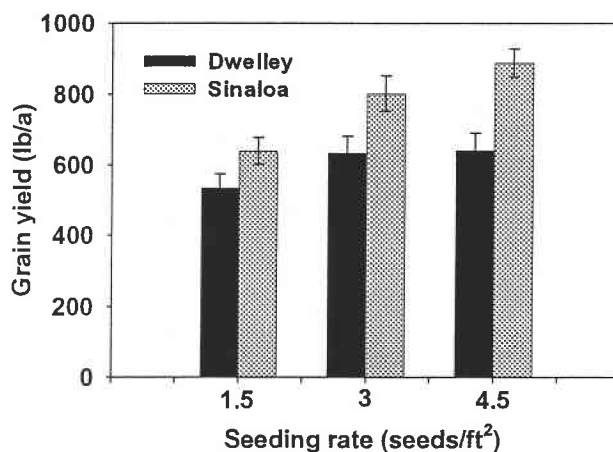 1000
Dwelley
Sinaloa
800
600
400
200
0
Grain yield (lb/a)
1.5 3 4.5
Seeding rate (seeds/ft²)